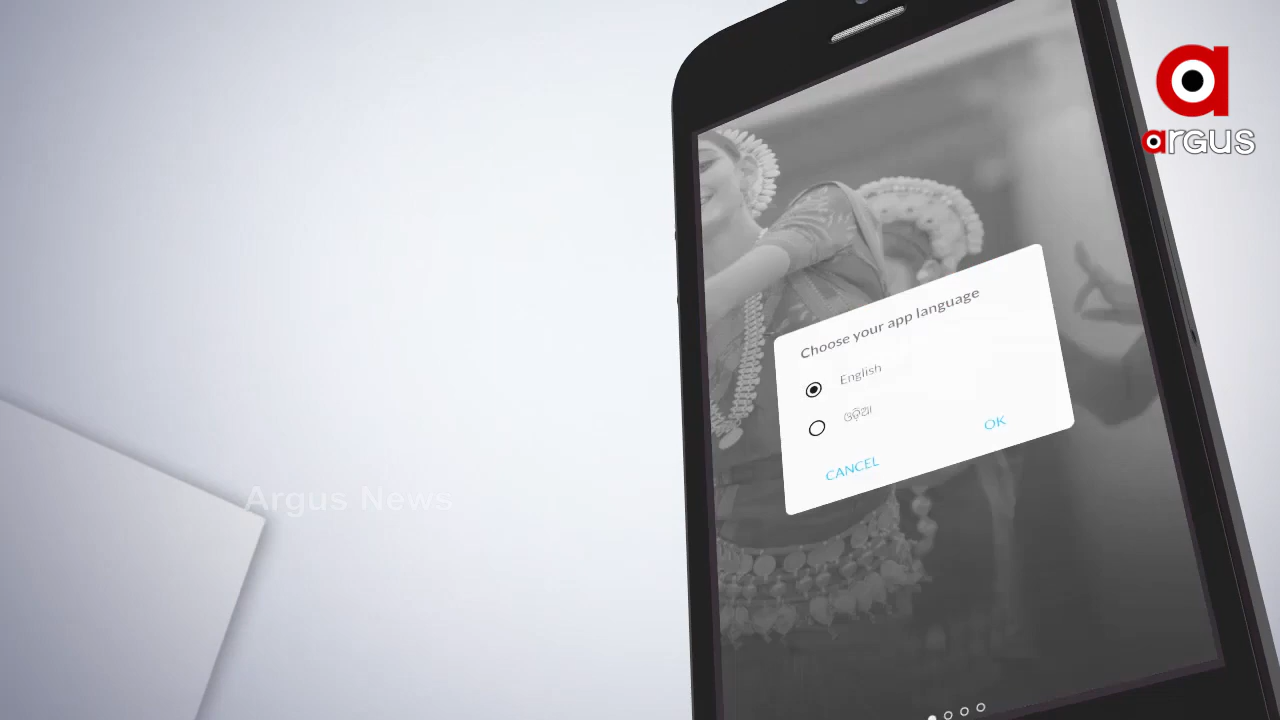 argus
Choose your app language
English
ଓଡ଼ିଆ
OK
CANCEL
Argus News